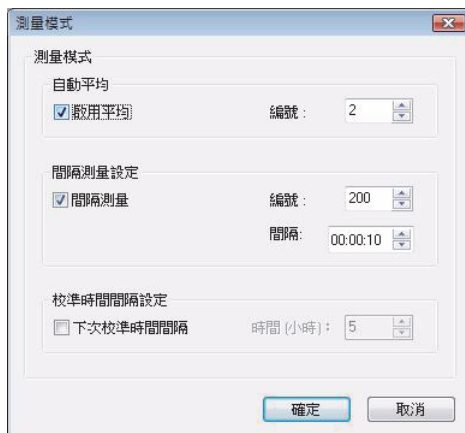 測量模式
測量模式
自動平均
啟用平均 編號： 2
間隔測量設定
間隔測量 編號： 200
間隔: 00:00:10
校準時間間隔設定
下次校準時間間隔 時間 (小時)： 5
確定 取消